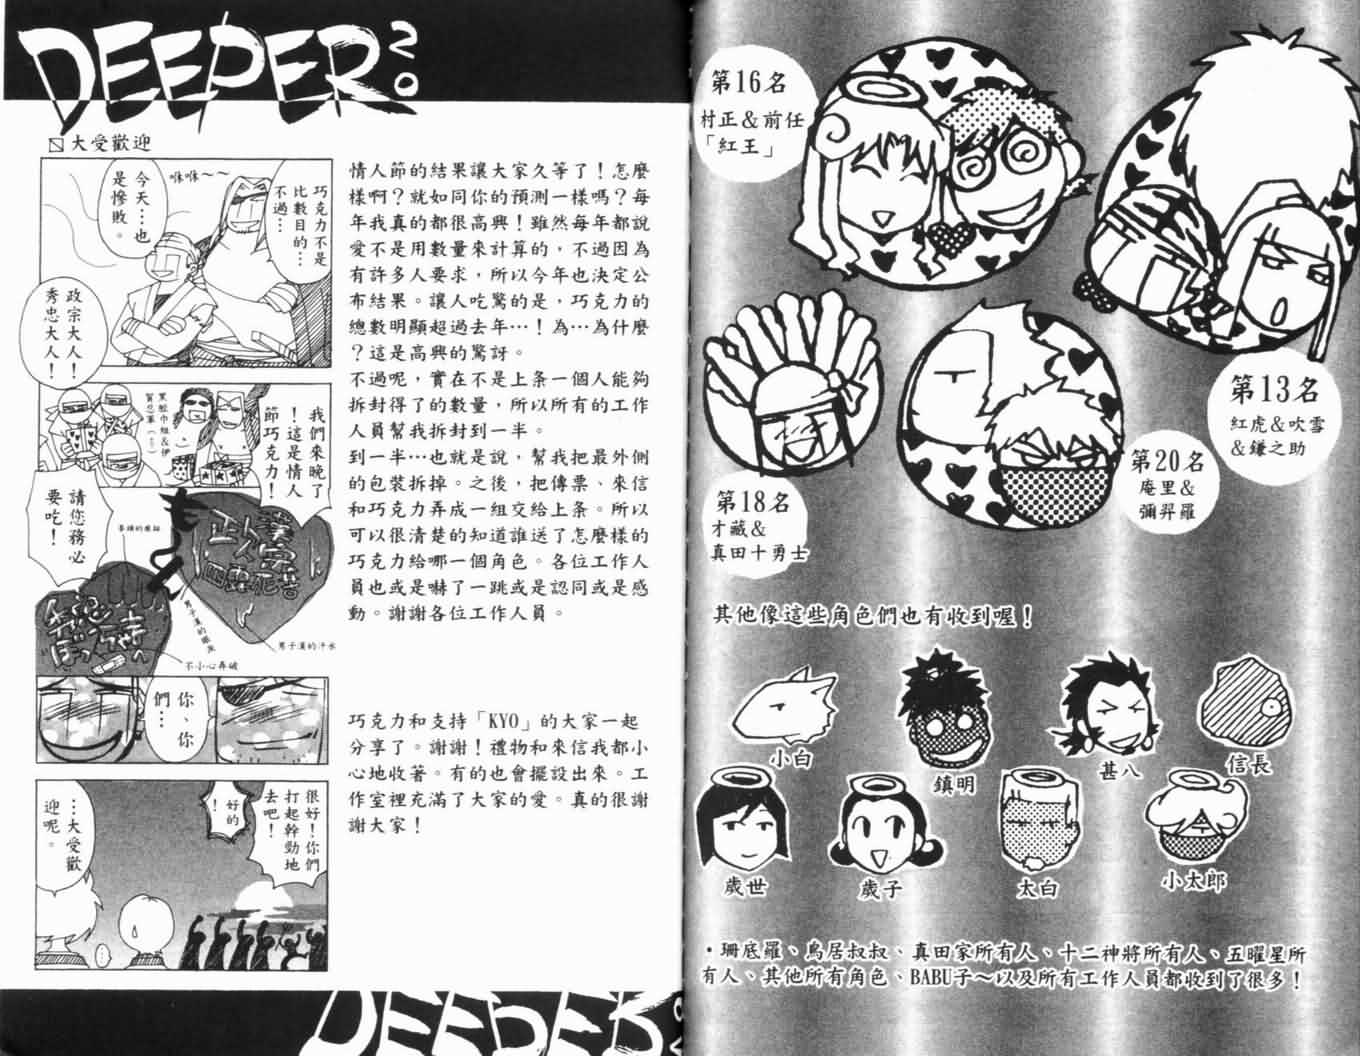 DEEPER 20
大受歡迎
巧克力不是
比數目的…
不過…
咻咻～～
今天…也
是慘敗。
政宗大人!
秀忠大人!
我們來晚了
!這是情人
節巧克力!
請您務必
要吃!
男子漢的眼淚
男子漢的汗水
不小心弄破
你、你
們…
很好!你們
打起幹勁地
去吧!
好的
!
…大受歡
迎呢。
情人節的結果讓大家久等了!怎麼
樣啊?就如同你的預測一樣嗎?每
年我真的都很高興!雖然每年都說
愛不是用數量來計算的,不過因為
有許多人要求,所以今年也決定公
布結果。讓人吃驚的是,巧克力的
總數明顯超過去年…!為…為什麼
?這是高興的驚訝。
不過呢,實在不是上条一個人能夠
拆封得了的數量,所以所有的工作
人員幫我拆封到一半。
到一半…也就是說,幫我把最外側
的包裝拆掉。之後,把傳票、來信
和巧克力弄成一組交給上条。所以
可以很清楚的知道誰送了怎麼樣的
巧克力給哪一個角色。各位工作人
員也或是嚇了一跳或是認同或是感
動。謝謝各位工作人員。
巧克力和支持「KYO」的大家一起
分享了。謝謝!禮物和來信我都小
心地收著。有的也會擺設出來。工
作室裡充滿了大家的愛。真的很謝
謝大家!
DEEPER
第16名
村正&前任
「紅王」
第13名
紅虎&吹雪
&鎌之助
第18名
才藏&
真田十勇士
第20名
庵里&
彌羿羅
其他像這些角色們也有收到喔!
小白
鎮明
甚八
信長
歲世
歲子
太白
小太郎
・珊底羅、鳥居叔叔、真田家所有人、十二神將所有人、五曜星所
有人、其他所有角色、BABU子～以及所有工作人員都收到了很多!